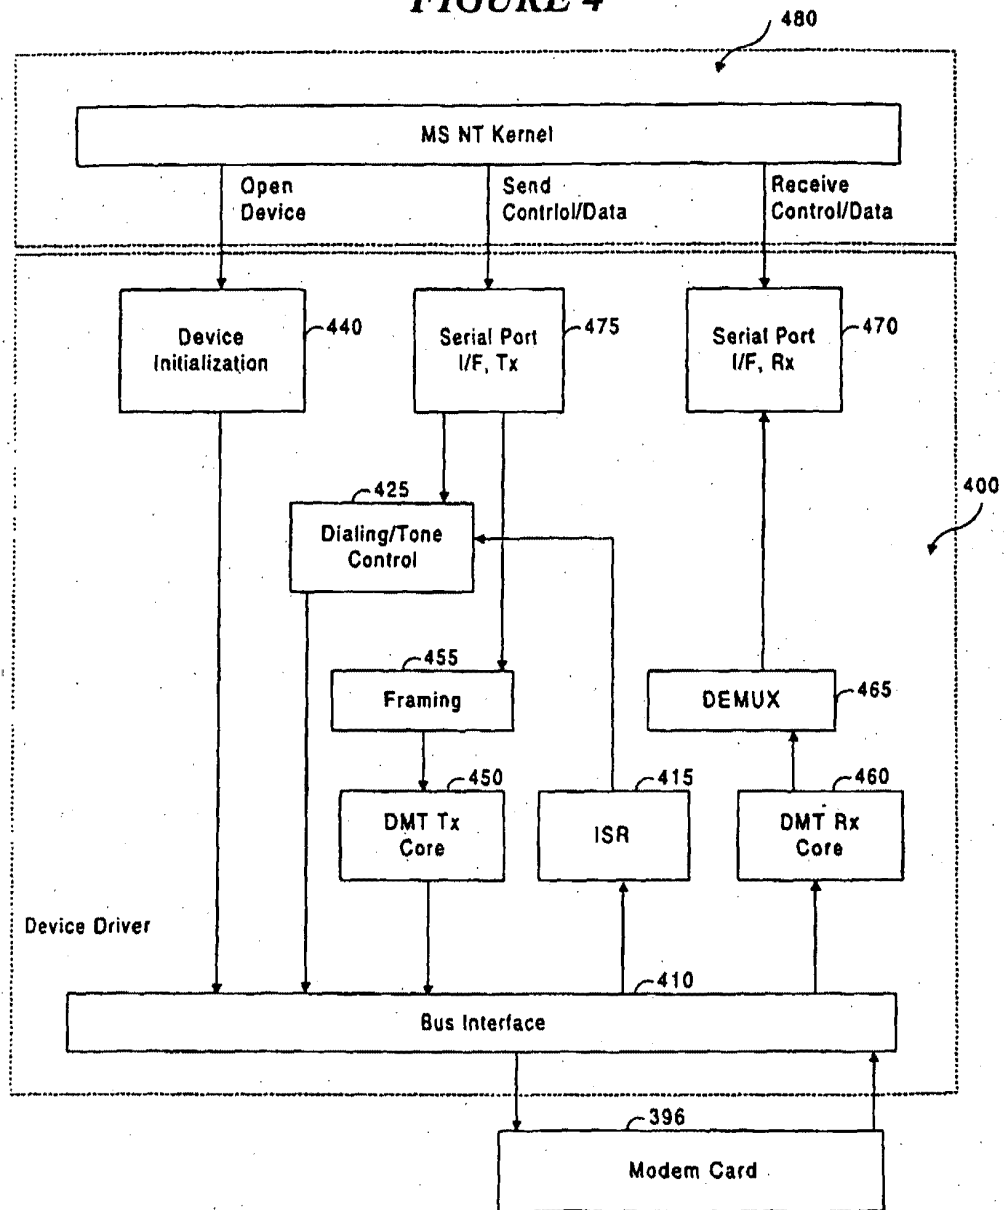 FIGURE 4
480
MS NT Kernel
Open
Device
Send
Contrlol/Data
Receive
Control/Data
Device
Initialization
440
Serial Port
I/F, Tx
475
Serial Port
I/F, Rx
470
400
425
Dialing/Tone
Control
455
Framing
DEMUX
465
450
DMT Tx
Core
415
ISR
460
DMT Rx
Core
Device Driver
410
Bus Interface
396
Modem Card